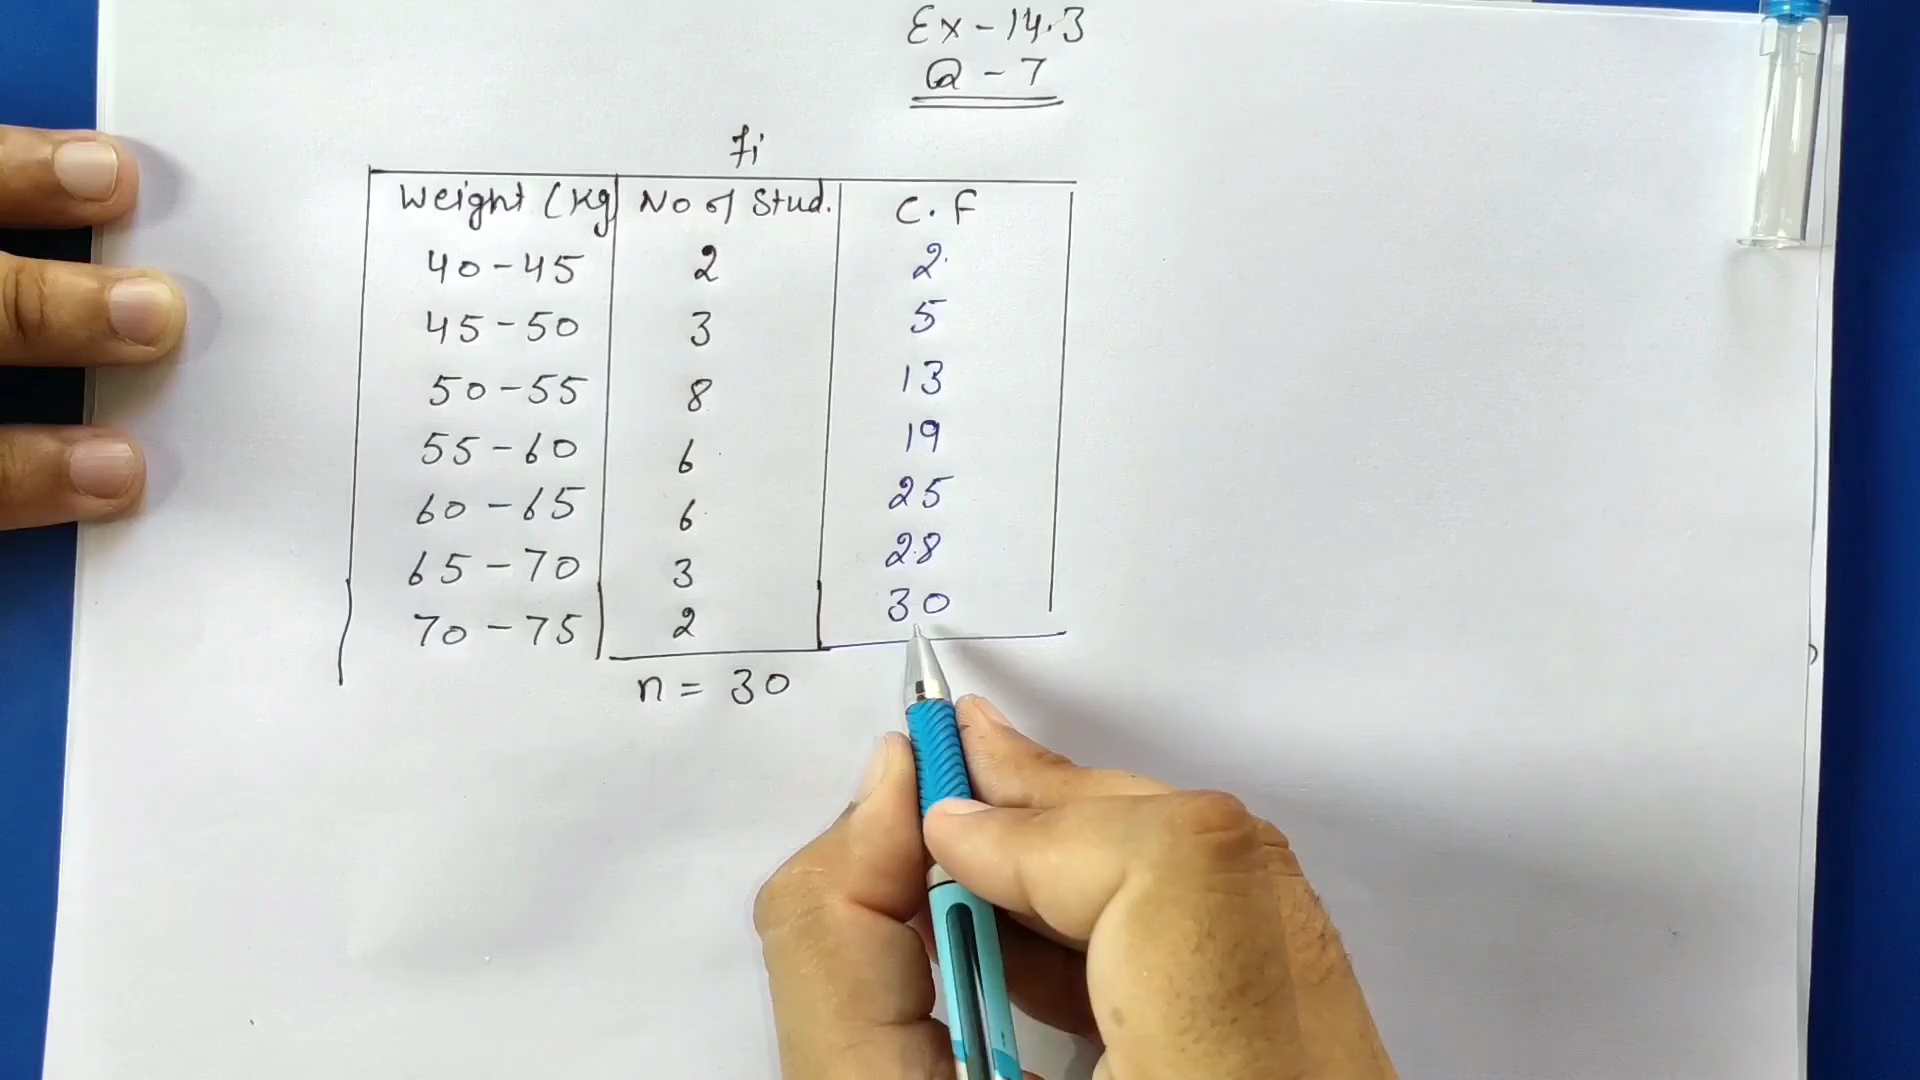 Ex - 14.3
Q - 7
fi
Weight (Kg) No of Stud. C.F
40-45 2 2
45-50 3 5
50-55 8 13
55-60 6 19
60-65 6 25
65-70 3 28
70-75 2 30
n = 30